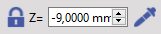 Z= -9,0000 mm